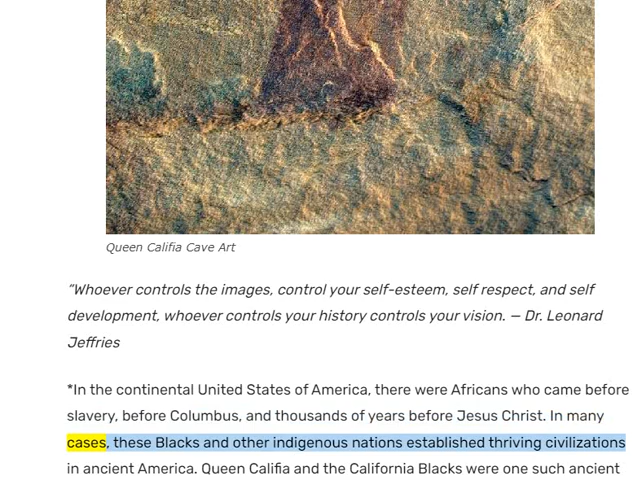 Queen Califia Cave Art
“Whoever controls the images, control your self-esteem, self respect, and self
development, whoever controls your history controls your vision. — Dr. Leonard
Jeffries
*In the continental United States of America, there were Africans who came before
slavery, before Columbus, and thousands of years before Jesus Christ. In many
cases, these Blacks and other indigenous nations established thriving civilizations
in ancient America. Queen Califia and the California Blacks were one such ancient